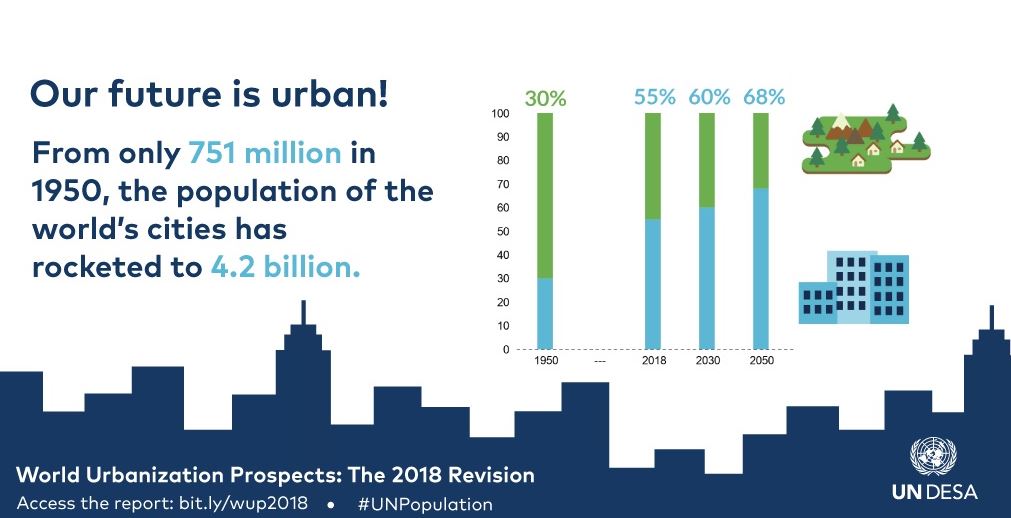 Our future is urban!
From only 751 million in
1950, the population of the
world's cities has
rocketed to 4.2 billion.
30% 55% 60% 68%
100
90
80
70
60
50
40
30
20
10
0
1950 --- 2018 2030 2050
World Urbanization Prospects: The 2018 Revision
Access the report: bit.ly/wup2018 • #UNPopulation
UN DESA